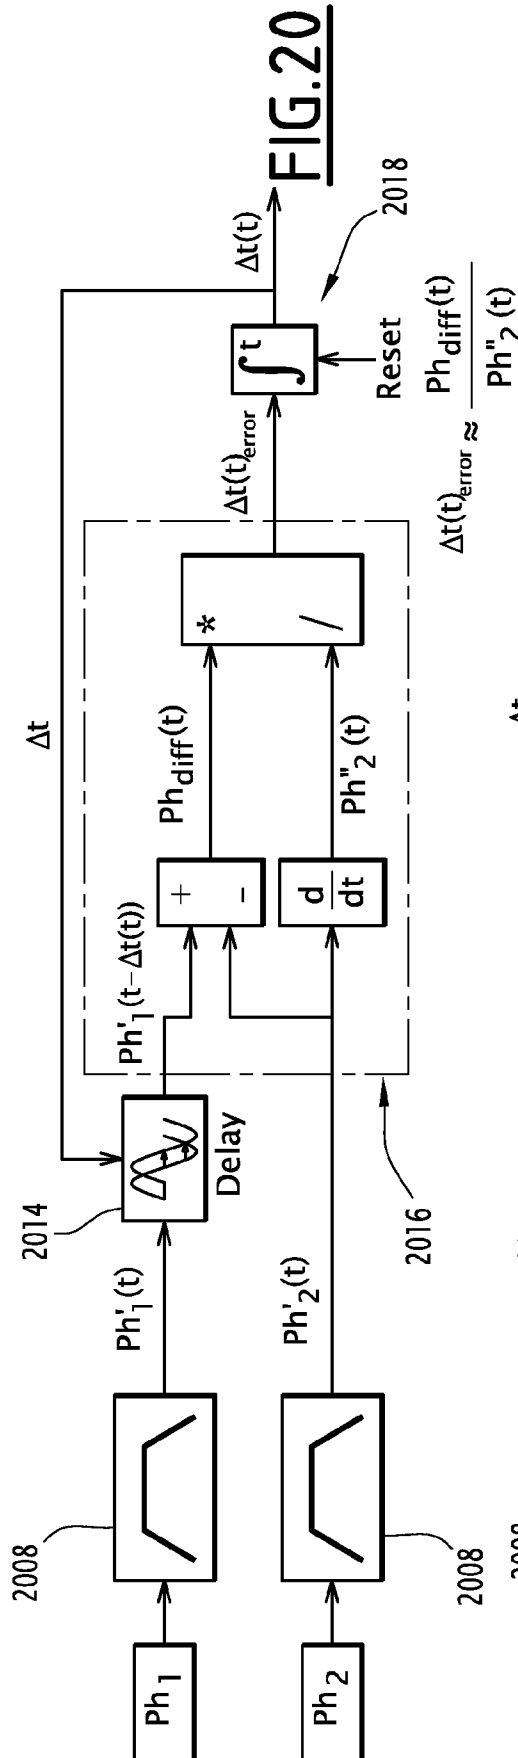 Δt
2008
2014
Ph1
Ph'1(t)
Delay
Ph'1(t-Δt(t))
+
-
Phdiff(t)
*
/
Δt(t)error
∫ t
Δt(t)
FIG.20
Reset
2018
Ph2
2008
Ph'2(t)
2016
d
dt
Ph"2(t)
Δt(t)error ≈ Phdiff(t)
Ph"2(t)